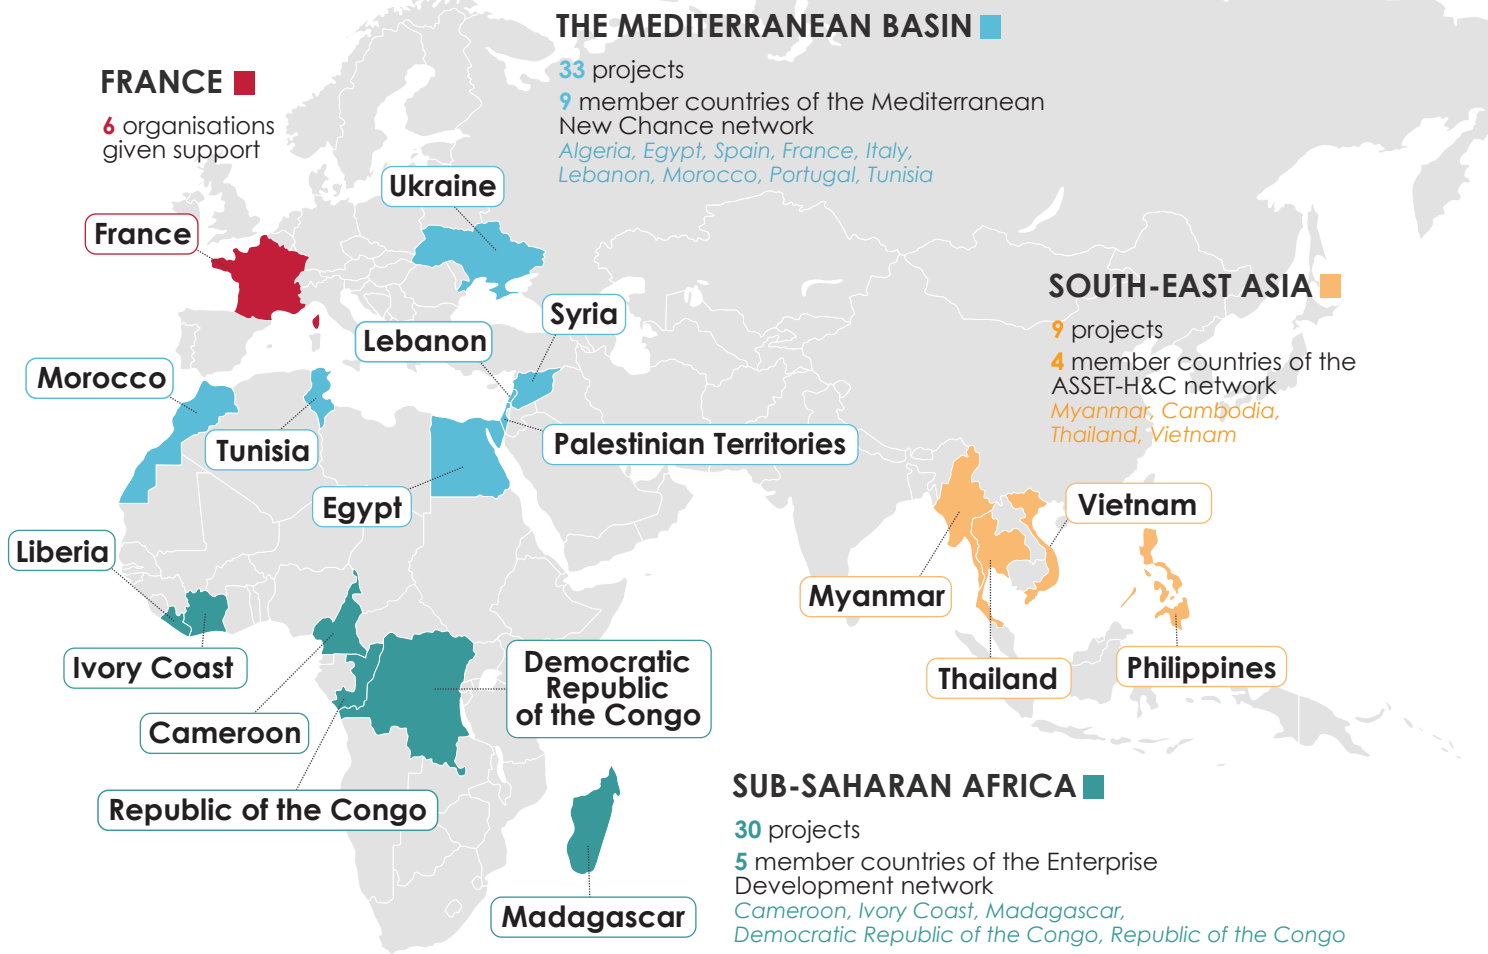 THE MEDITERRANEAN BASIN
33 projects
9 member countries of the Mediterranean
New Chance network
Algeria, Egypt, Spain, France, Italy,
Lebanon, Morocco, Portugal, Tunisia
FRANCE
6 organisations
given support
Ukraine
France
Syria
Lebanon
Morocco
Tunisia
Palestinian Territories
Egypt
SOUTH-EAST ASIA
9 projects
4 member countries of the
ASSET-H&C network
Myanmar, Cambodia,
Thailand, Vietnam
Vietnam
Myanmar
Thailand
Philippines
Liberia
Ivory Coast
Cameroon
Democratic
Republic
of the Congo
Republic of the Congo
Madagascar
SUB-SAHARAN AFRICA
30 projects
5 member countries of the Enterprise
Development network
Cameroon, Ivory Coast, Madagascar,
Democratic Republic of the Congo, Republic of the Congo